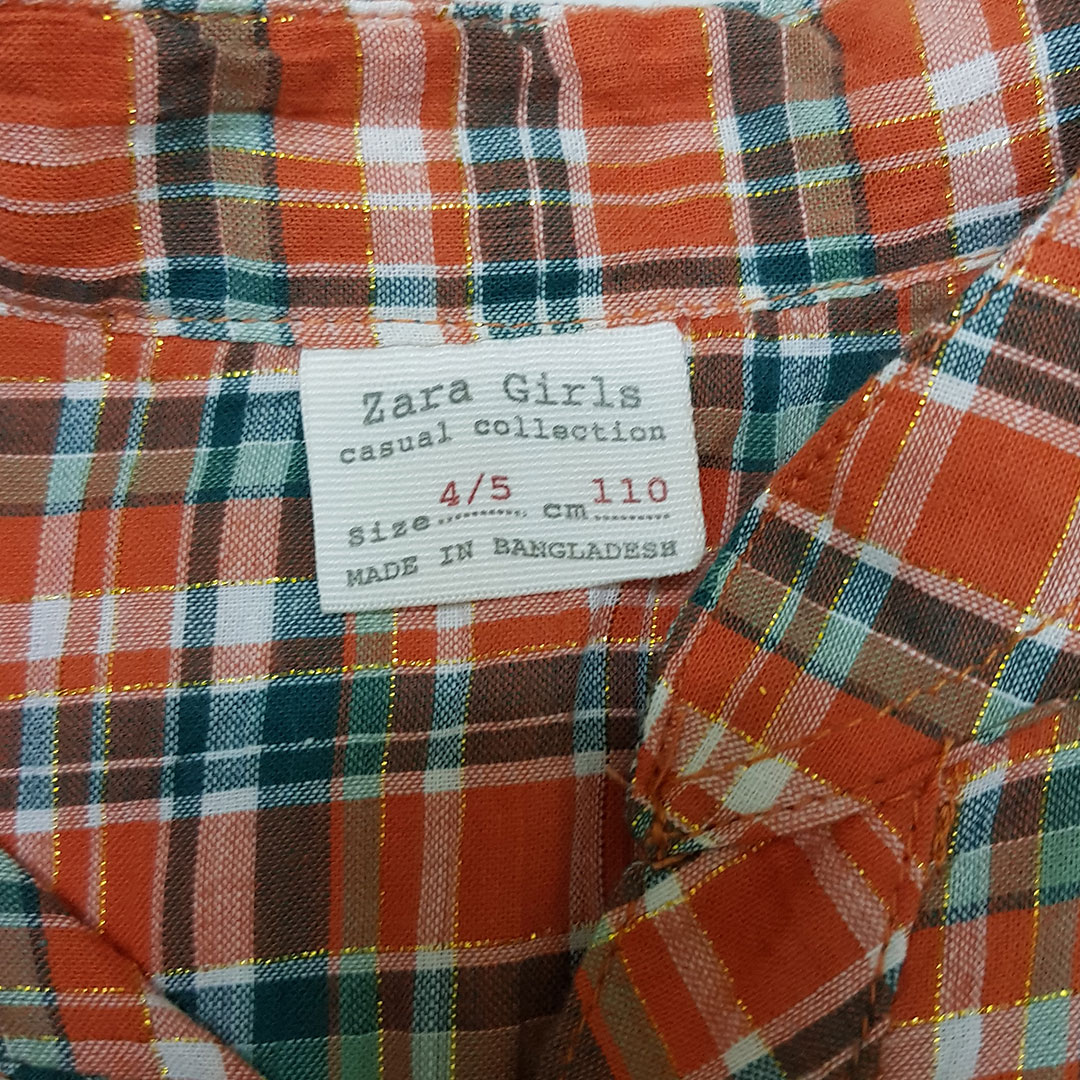 Zara Girls
casual collection
size 4/5 cm 110
MADE IN BANGLADESH